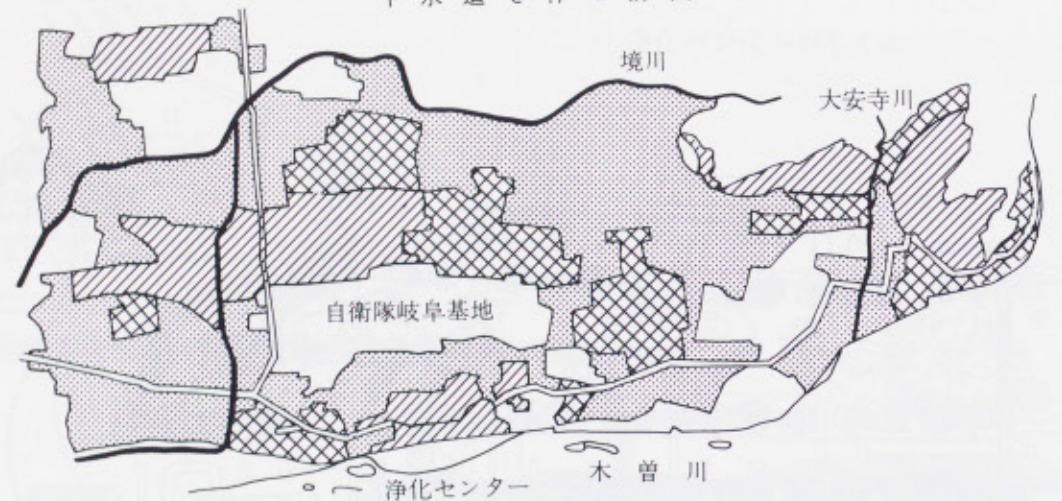 境川
大安寺川
自衛隊岐阜基地
木曽川
浄化センター